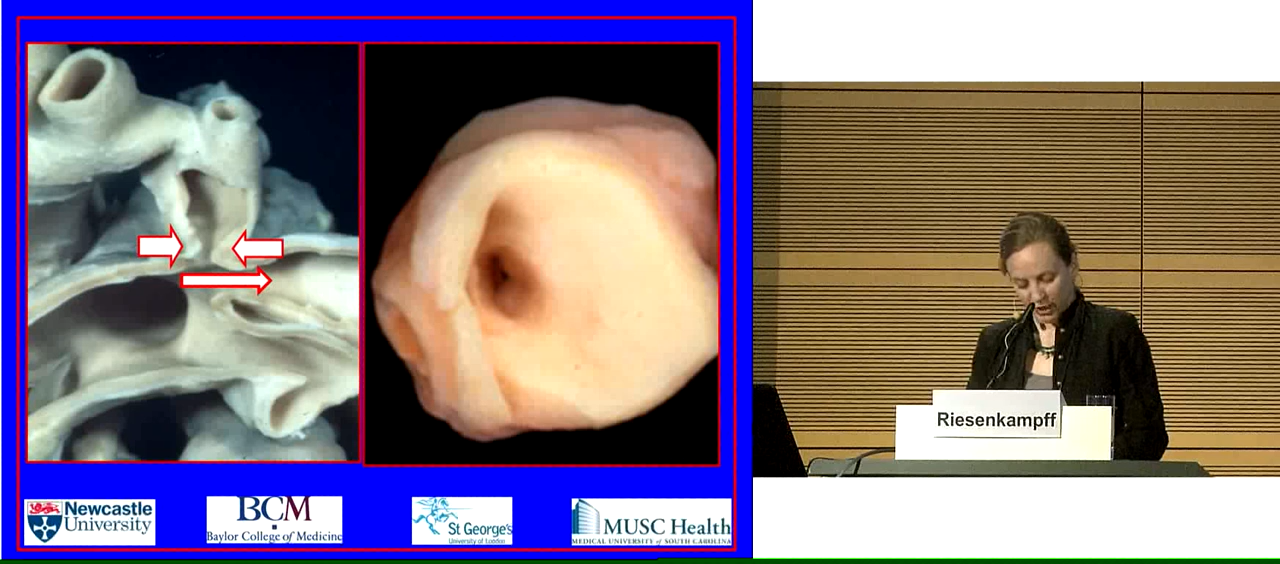 Newcastle
University
BCM
Baylor College of Medicine
St George's
University of London
MUSC Health
MEDICAL UNIVERSITY of SOUTH CAROLINA
Riesenkampff